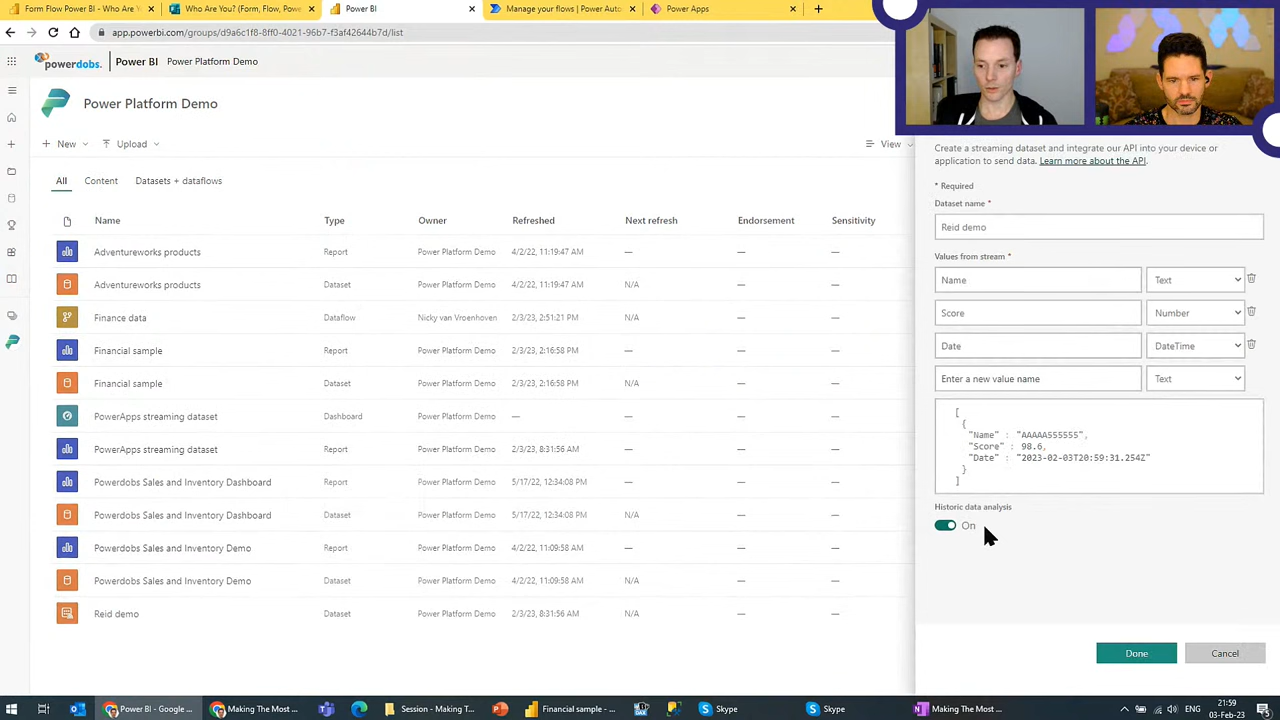 Form Flow Power BI - Who Are Y
Who Are You? (Form, Flow, Power
Power BI
Manage your flows | Power Auto
Power Apps
app.powerbi.com/groups/d9a6c1f8-8ff0-4021-96b7-f3af42644b7d/list
powerdobs.
Power BI
Power Platform Demo
Power Platform Demo
New
Upload
View
All
Content
Datasets + dataflows
Name Type Owner Refreshed Next refresh Endorsement Sensitivity
Adventureworks products Report Power Platform Demo 4/2/22, 11:19:47 AM — — —
Adventureworks products Dataset Power Platform Demo 4/2/22, 11:19:47 AM N/A — —
Finance data Dataflow Nicky van Vroenhoven 2/3/23, 2:51:21 PM N/A — —
Financial sample Report Power Platform Demo 2/3/23, 2:16:58 PM — — —
Financial sample Dataset Power Platform Demo 2/3/23, 2:16:58 PM N/A — —
PowerApps streaming dataset Dashboard Power Platform Demo — — — —
PowerApps streaming dataset Report Power Platform Demo 2/3/23, 8:31:56 AM — — —
Powerdobs Sales and Inventory Dashboard Report Power Platform Demo 5/17/22, 12:34:08 PM — — —
Powerdobs Sales and Inventory Dashboard Dataset Power Platform Demo 5/17/22, 12:34:08 PM N/A — —
Powerdobs Sales and Inventory Demo Report Power Platform Demo 4/2/22, 11:09:58 AM — — —
Powerdobs Sales and Inventory Demo Dataset Power Platform Demo 4/2/22, 11:09:58 AM N/A — —
Reid demo Dataset Power Platform Demo 2/3/23, 8:31:56 AM N/A — —
Create a streaming dataset and integrate our API into your device or
application to send data. Learn more about the API.
* Required
Dataset name *
Reid demo
Values from stream *
Name Text
Score Number
Date DateTime
Enter a new value name Text
[
{
"Name" : "AAAAA555555",
"Score" : 98.6,
"Date" : "2023-02-03T20:59:31.254Z"
}
]
Historic data analysis
On
Done
Cancel
Power BI - Google ...
Making The Most ...
Session - Making T...
Financial sample - ...
Skype
Skype
Making The Most ...
ENG
21:59
03-Feb-23